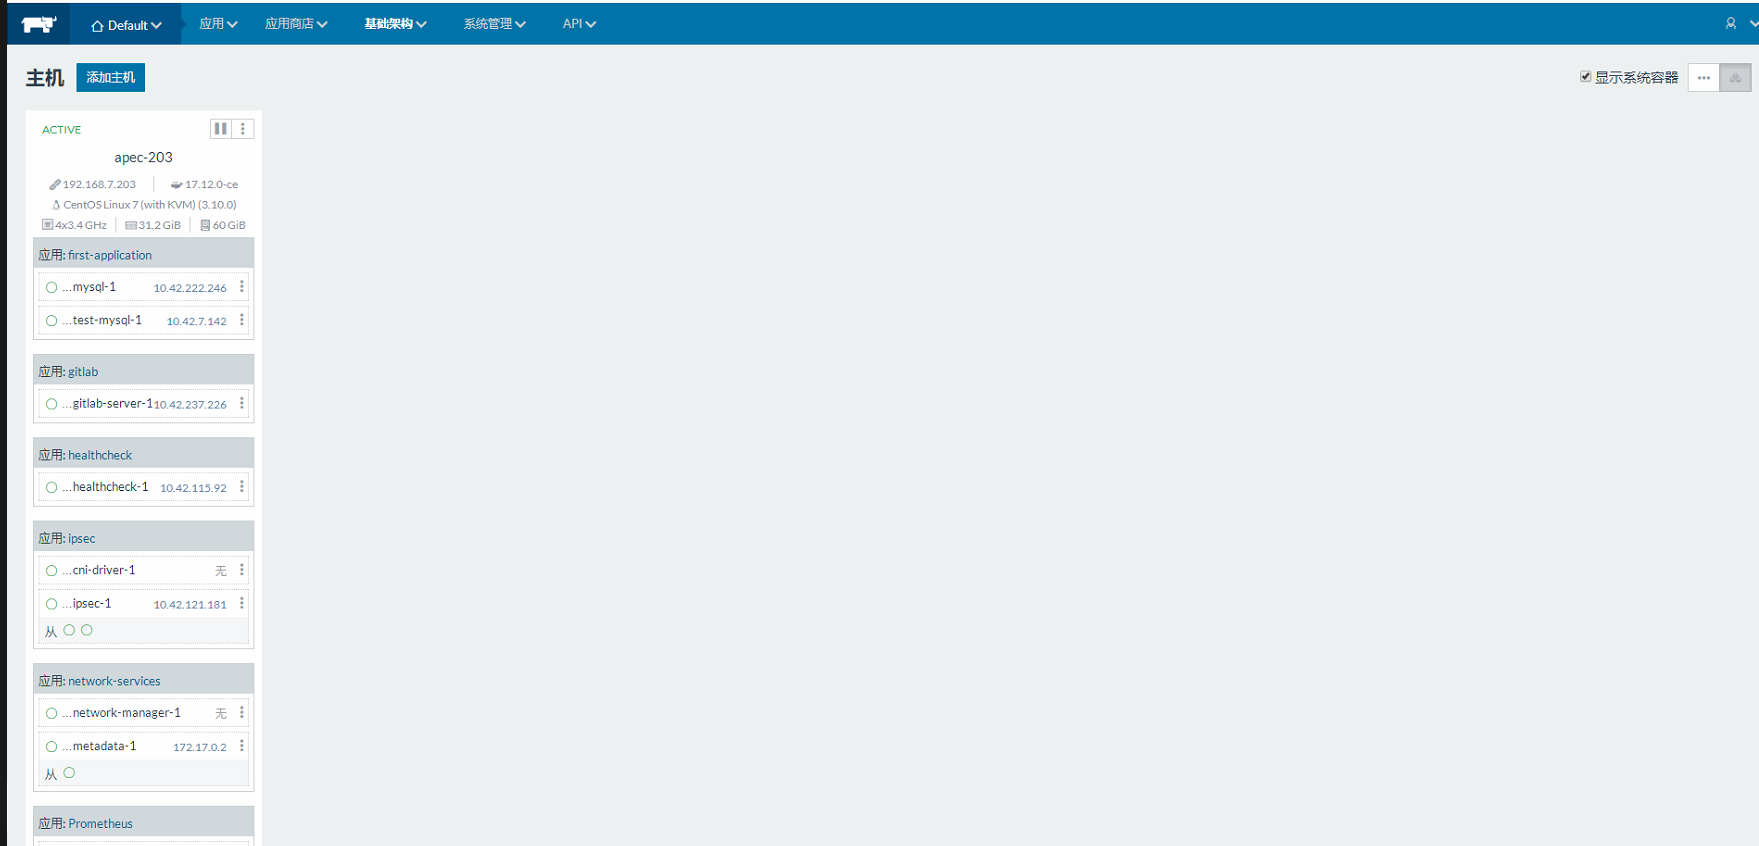 Default 应用 应用商店 基础架构 系统管理 API
主机 添加主机 显示系统容器
ACTIVE
apec-203
192.168.7.203 17.12.0-ce
CentOS Linux 7 (with KVM) (3.10.0)
4x3.4 GHz 31.2 GiB 60 GiB
应用: first-application
...mysql-1 10.42.222.246
...test-mysql-1 10.42.7.142
应用: gitlab
...gitlab-server-1 10.42.237.226
应用: healthcheck
...healthcheck-1 10.42.115.92
应用: ipsec
...cni-driver-1 无
...ipsec-1 10.42.121.181
从
应用: network-services
...network-manager-1 无
...metadata-1 172.17.0.2
从
应用: Prometheus